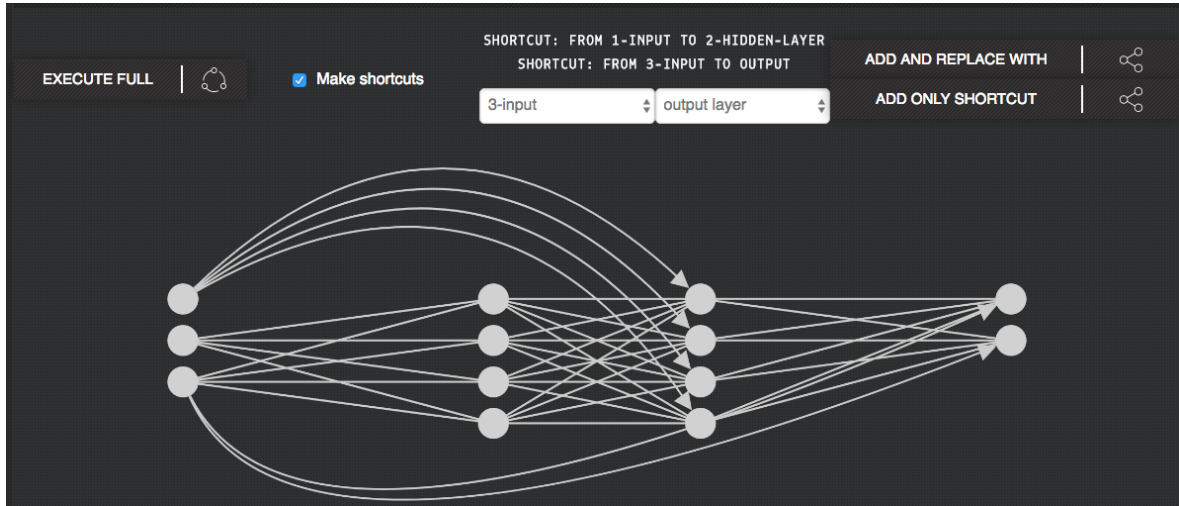 SHORTCUT: FROM 1-INPUT TO 2-HIDDEN-LAYER
SHORTCUT: FROM 3-INPUT TO OUTPUT
EXECUTE FULL
Make shortcuts
3-input
output layer
ADD AND REPLACE WITH
ADD ONLY SHORTCUT